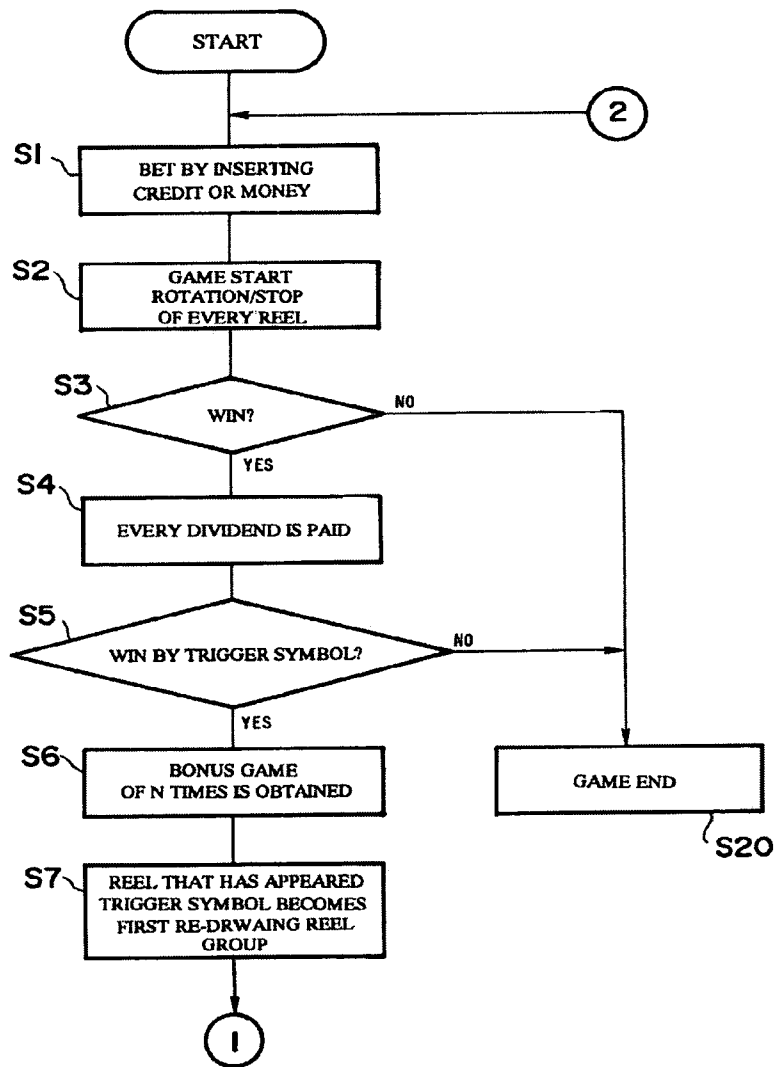 START
2
S1
BET BY INSERTING
CREDIT OR MONEY
S2
GAME START
ROTATION/STOP
OF EVERY REEL
S3
WIN?
NO
YES
S4
EVERY DIVIDEND IS PAID
S5
WIN BY TRIGGER SYMBOL?
NO
YES
S6
BONUS GAME
OF N TIMES IS OBTAINED
GAME END
S20
S7
REEL THAT HAS APPEARED
TRIGGER SYMBOL BECOMES
FIRST RE-DRWAING REEL
GROUP
1